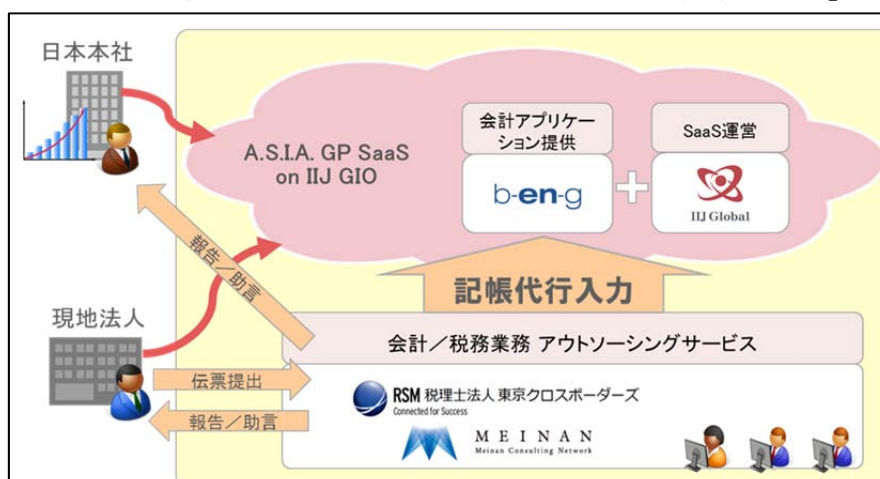 日本本社
A.S.I.A. GP SaaS
on IIJ GIO
会計アプリケー
ション提供
b-en-g
SaaS運営
IIJ Global
報告／助言
記帳代行入力
現地法人
会計／税務業務 アウトソーシングサービス
伝票提出
報告／助言
RSM 税理士法人 東京クロスボーダーズ
Connected for Success
MEINAN
Meinan Consulting Network